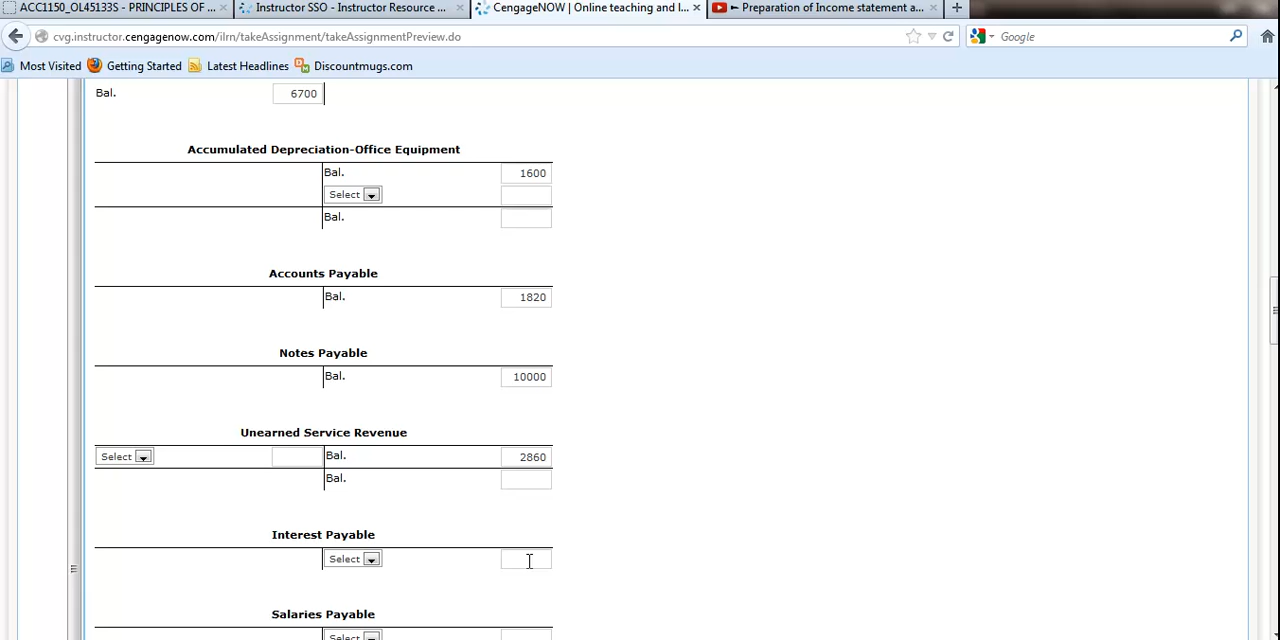 ACC1150_OL45133S - PRINCIPLES OF ... × Instructor SSO - Instructor Resource ... × CengageNOW | Online teaching and l... × ► Preparation of Income statement a... × +
cvg.instructor.cengagenow.com/ilrn/takeAssignment/takeAssignmentPreview.do Google
Most Visited Getting Started Latest Headlines Discountmugs.com
Bal. 6700
Accumulated Depreciation-Office Equipment
Bal. 1600
Select
Bal.
Accounts Payable
Bal. 1820
Notes Payable
Bal. 10000
Unearned Service Revenue
Select Bal. 2860
Bal.
Interest Payable
Select
Salaries Payable
Select